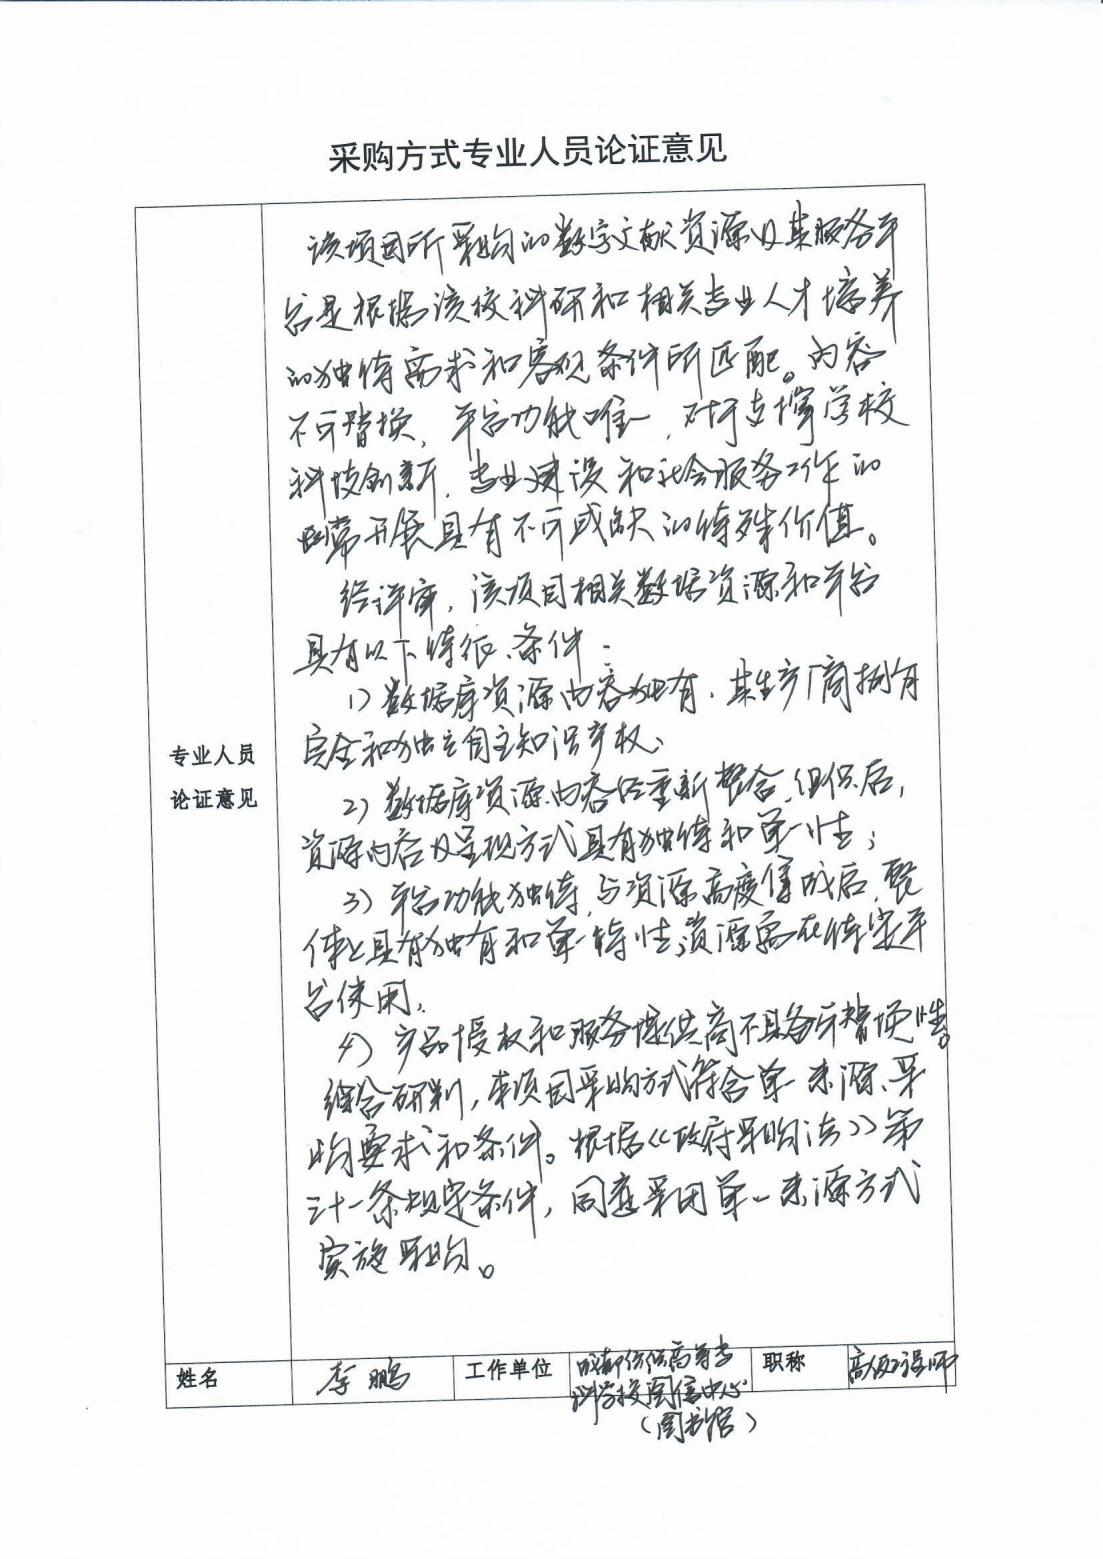 采购方式专业人员论证意见
该项目所采购的数字文献资源及其服务平
台是根据该校科研和相关专业人才培养
的独特需求和客观条件所匹配。内容
不可替换，平台功能唯一，对于支撑学校
科技创新、专业建设和社会服务工作的
正常开展具有不可或缺的特殊价值。
经评审，该项目相关数据资源和平台
具有以下特征、条件：
1）数据库资源内容独有，其生产厂商拥有
完全和独立自主知识产权；
2）数据库资源内容经重新整合、组织后，
资源内容及呈现方式具有独特和单一性；
3）平台功能独特，与资源高度集成后，整
体上具有独有和单一特性；资源需在特定平
台使用；
4）产品授权和服务提供商不具备可替换性。
综合研判，本项目采购方式符合单一来源采
购要求和条件。根据《政府采购法》第
三十一条规定条件，同意采用单一来源方式
实施采购。
专业人员
论证意见
姓名 李鹏 工作单位 成都纺织高等专 职称 高级工程师
科学校图信中心
（图书馆）